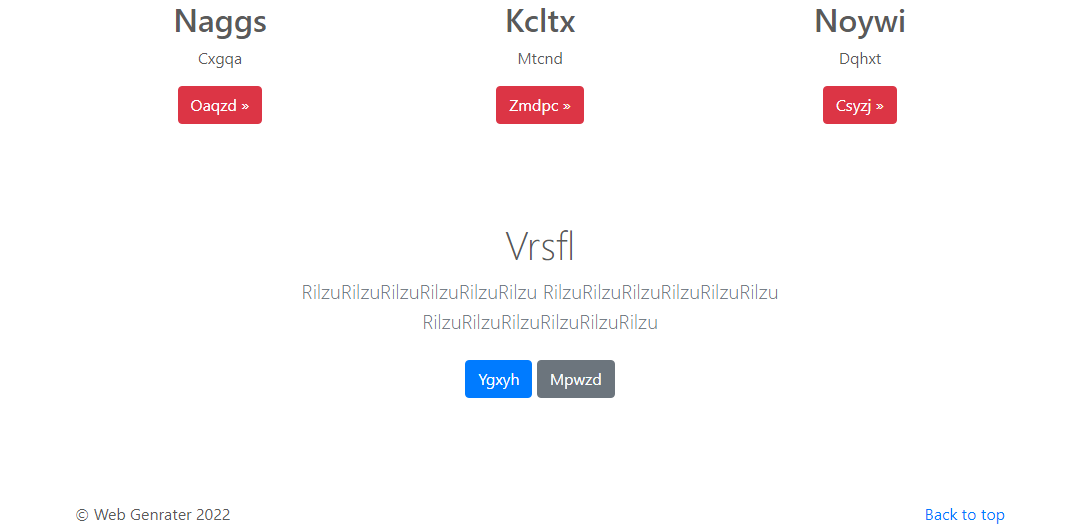 Naggs Kcltx Noywi
Cxgqa Mtcnd Dqhxt
Oaqzd » Zmdpc » Csyzj »
Vrsfl
RilzuRilzuRilzuRilzuRilzuRilzu RilzuRilzuRilzuRilzuRilzuRilzu
RilzuRilzuRilzuRilzuRilzuRilzu
Ygxyh Mpwzd
© Web Genrater 2022 Back to top